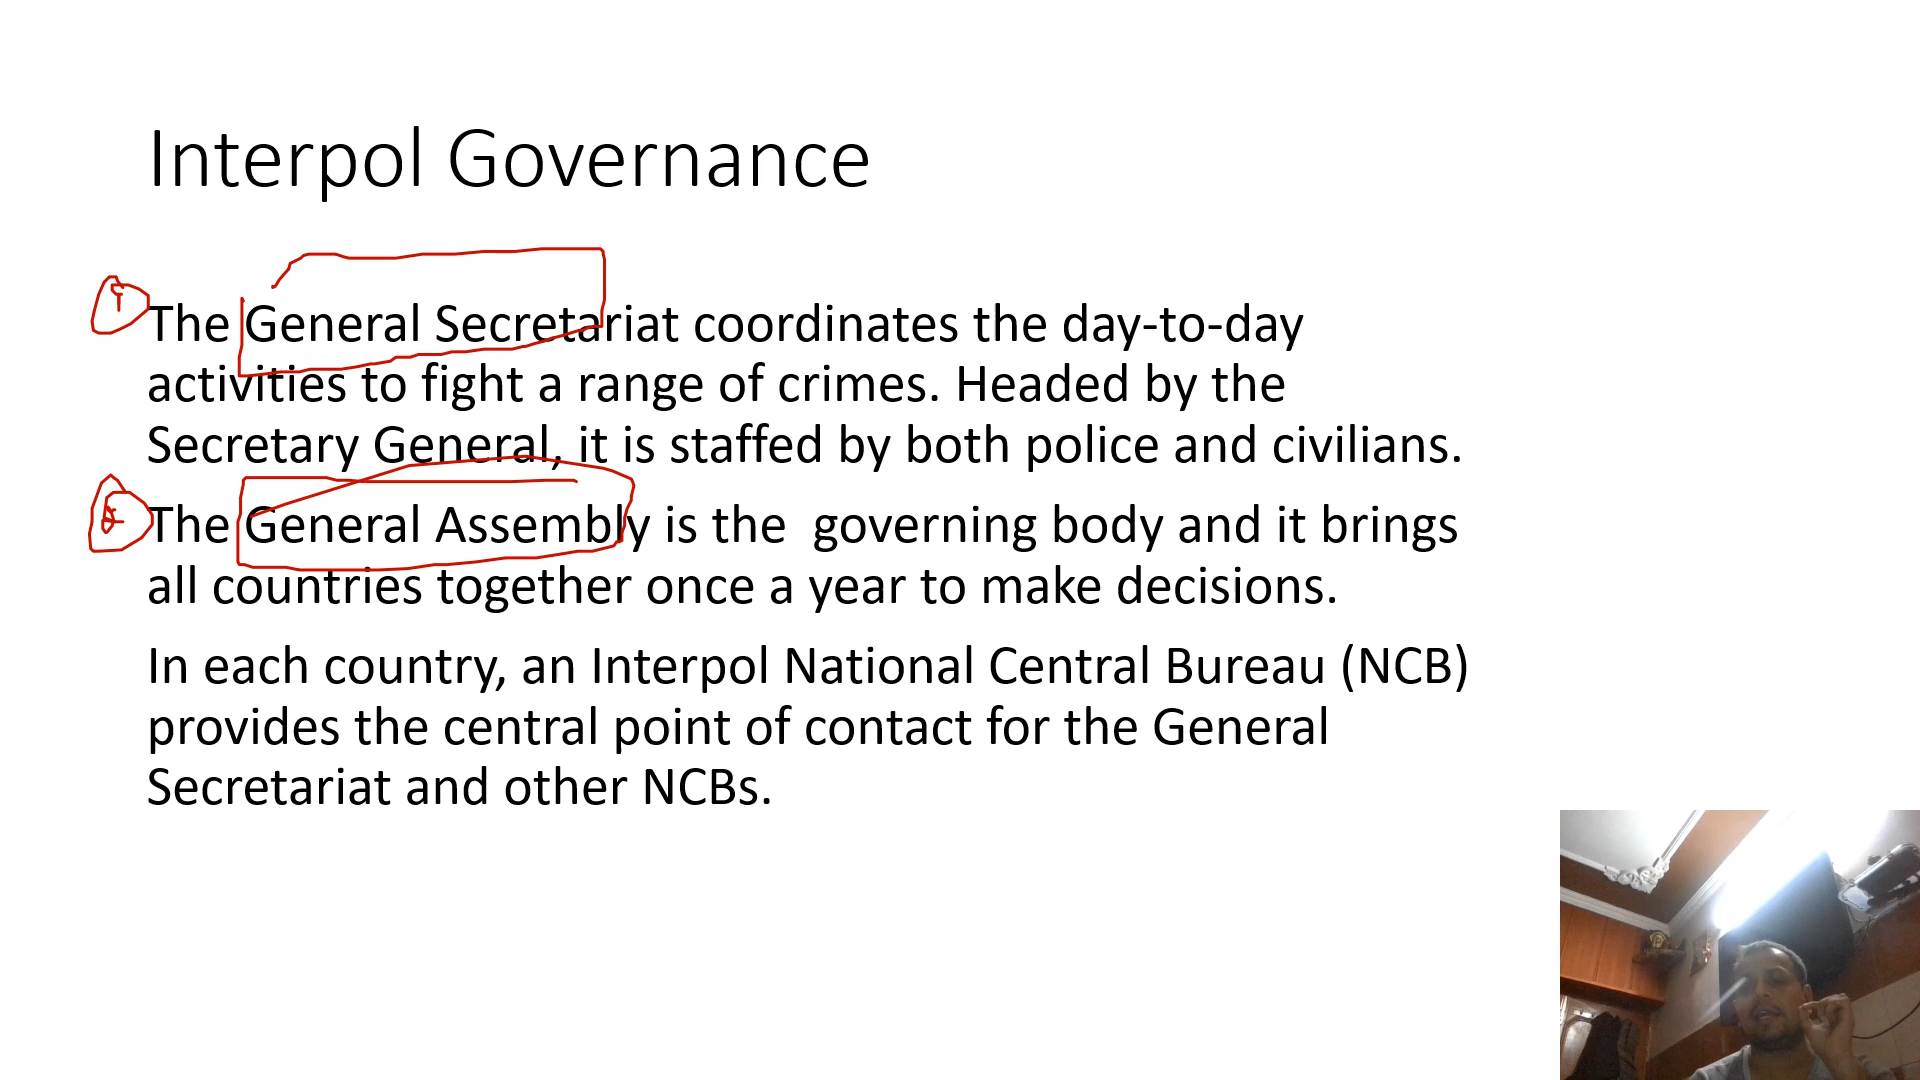 Interpol Governance
The General Secretariat coordinates the day-to-day
activities to fight a range of crimes. Headed by the
Secretary General, it is staffed by both police and civilians.
The General Assembly is the  governing body and it brings
all countries together once a year to make decisions.
In each country, an Interpol National Central Bureau (NCB)
provides the central point of contact for the General
Secretariat and other NCBs.